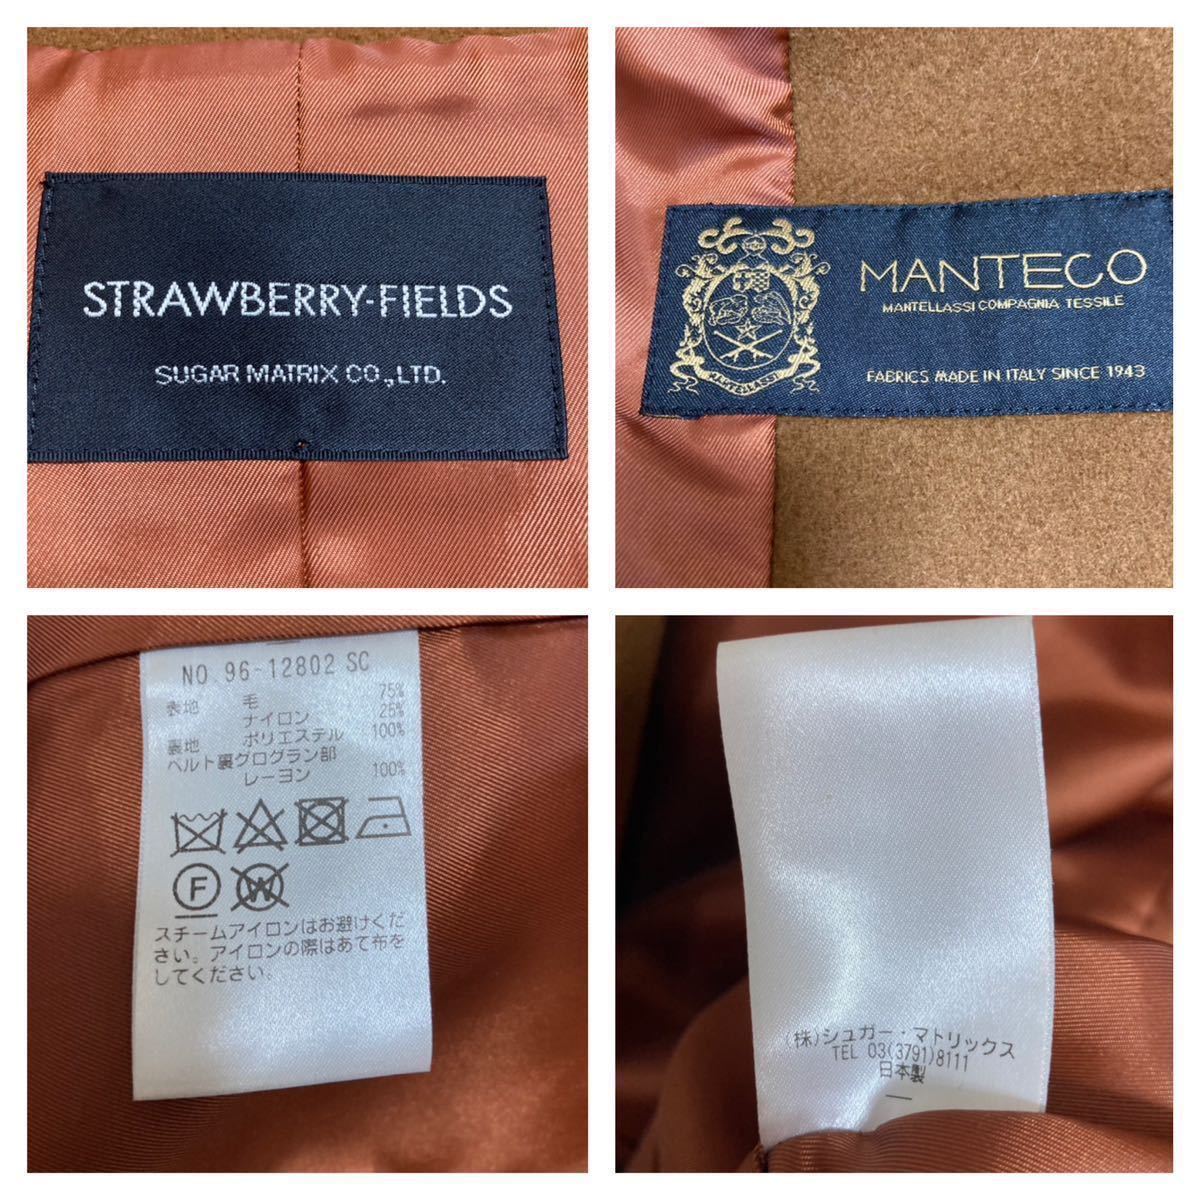 STRAWBERRY-FIELDS
SUGAR MATRIX CO.,LTD.
MANTECO
MANTELLASSI COMPAGNIA TESSILE
FABRICS MADE IN ITALY SINCE 1943
MANTELLASSI
NO. 96-12802 SC
表地 毛 75%
ナイロン 25%
裏地 ポリエステル 100%
ベルト裏グログラン部
レーヨン 100%
F W
スチームアイロンはお避けくだ
さい。アイロンの際はあて布を
してください。
(株)シュガー・マトリックス
TEL 03(3791)8111
日本製